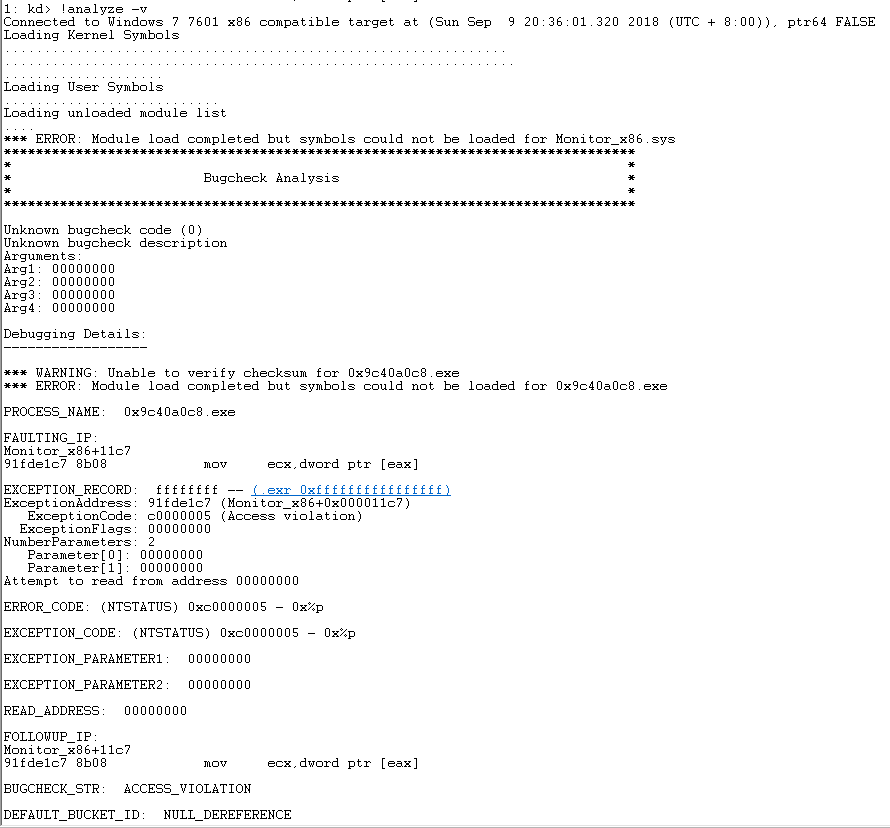 1: kd> !analyze -v
Connected to Windows 7 7601 x86 compatible target at (Sun Sep  9 20:36:01.320 2018 (UTC + 8:00)), ptr64 FALSE
Loading Kernel Symbols
...............................................................
................................................................
....................
Loading User Symbols
...........................
Loading unloaded module list
....
*** ERROR: Module load completed but symbols could not be loaded for Monitor_x86.sys
*******************************************************************************
*                                                                             *
*                        Bugcheck Analysis                                    *
*                                                                             *
*******************************************************************************
Unknown bugcheck code (0)
Unknown bugcheck description
Arguments:
Arg1: 00000000
Arg2: 00000000
Arg3: 00000000
Arg4: 00000000
Debugging Details:
------------------
*** WARNING: Unable to verify checksum for 0x9c40a0c8.exe
*** ERROR: Module load completed but symbols could not be loaded for 0x9c40a0c8.exe
PROCESS_NAME:  0x9c40a0c8.exe
FAULTING_IP:
Monitor_x86+11c7
91fde1c7 8b08            mov     ecx,dword ptr [eax]
EXCEPTION_RECORD:  ffffffff -- (.exr 0xffffffffffffffff)
ExceptionAddress: 91fde1c7 (Monitor_x86+0x000011c7)
   ExceptionCode: c0000005 (Access violation)
  ExceptionFlags: 00000000
NumberParameters: 2
   Parameter[0]: 00000000
   Parameter[1]: 00000000
Attempt to read from address 00000000
ERROR_CODE: (NTSTATUS) 0xc0000005 - 0x%p
EXCEPTION_CODE: (NTSTATUS) 0xc0000005 - 0x%p
EXCEPTION_PARAMETER1:  00000000
EXCEPTION_PARAMETER2:  00000000
READ_ADDRESS:  00000000
FOLLOWUP_IP:
Monitor_x86+11c7
91fde1c7 8b08            mov     ecx,dword ptr [eax]
BUGCHECK_STR:  ACCESS_VIOLATION
DEFAULT_BUCKET_ID:  NULL_DEREFERENCE